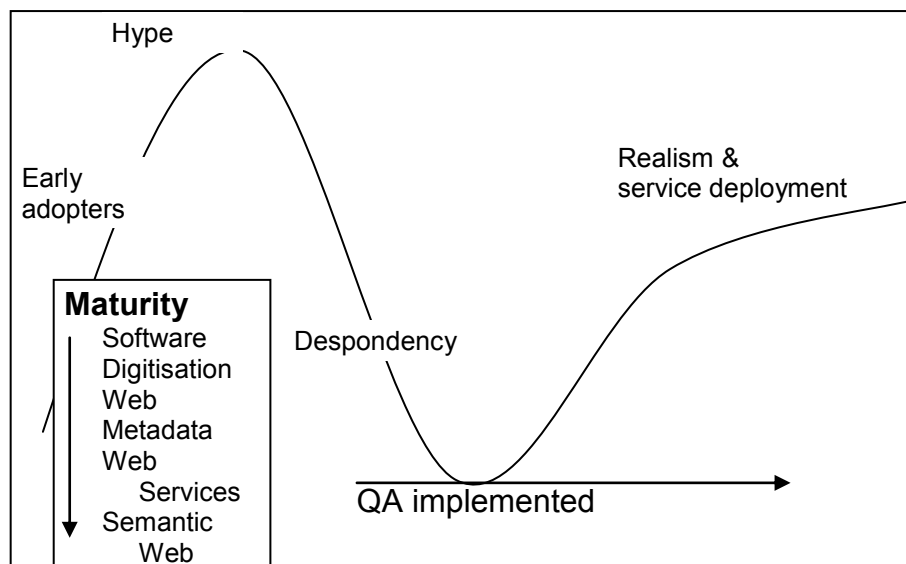 Hype
Early
adopters
Realism &
service deployment
Maturity
Software
Digitisation
Web
Metadata
Web
Services
Semantic
Web
Despondency
QA implemented